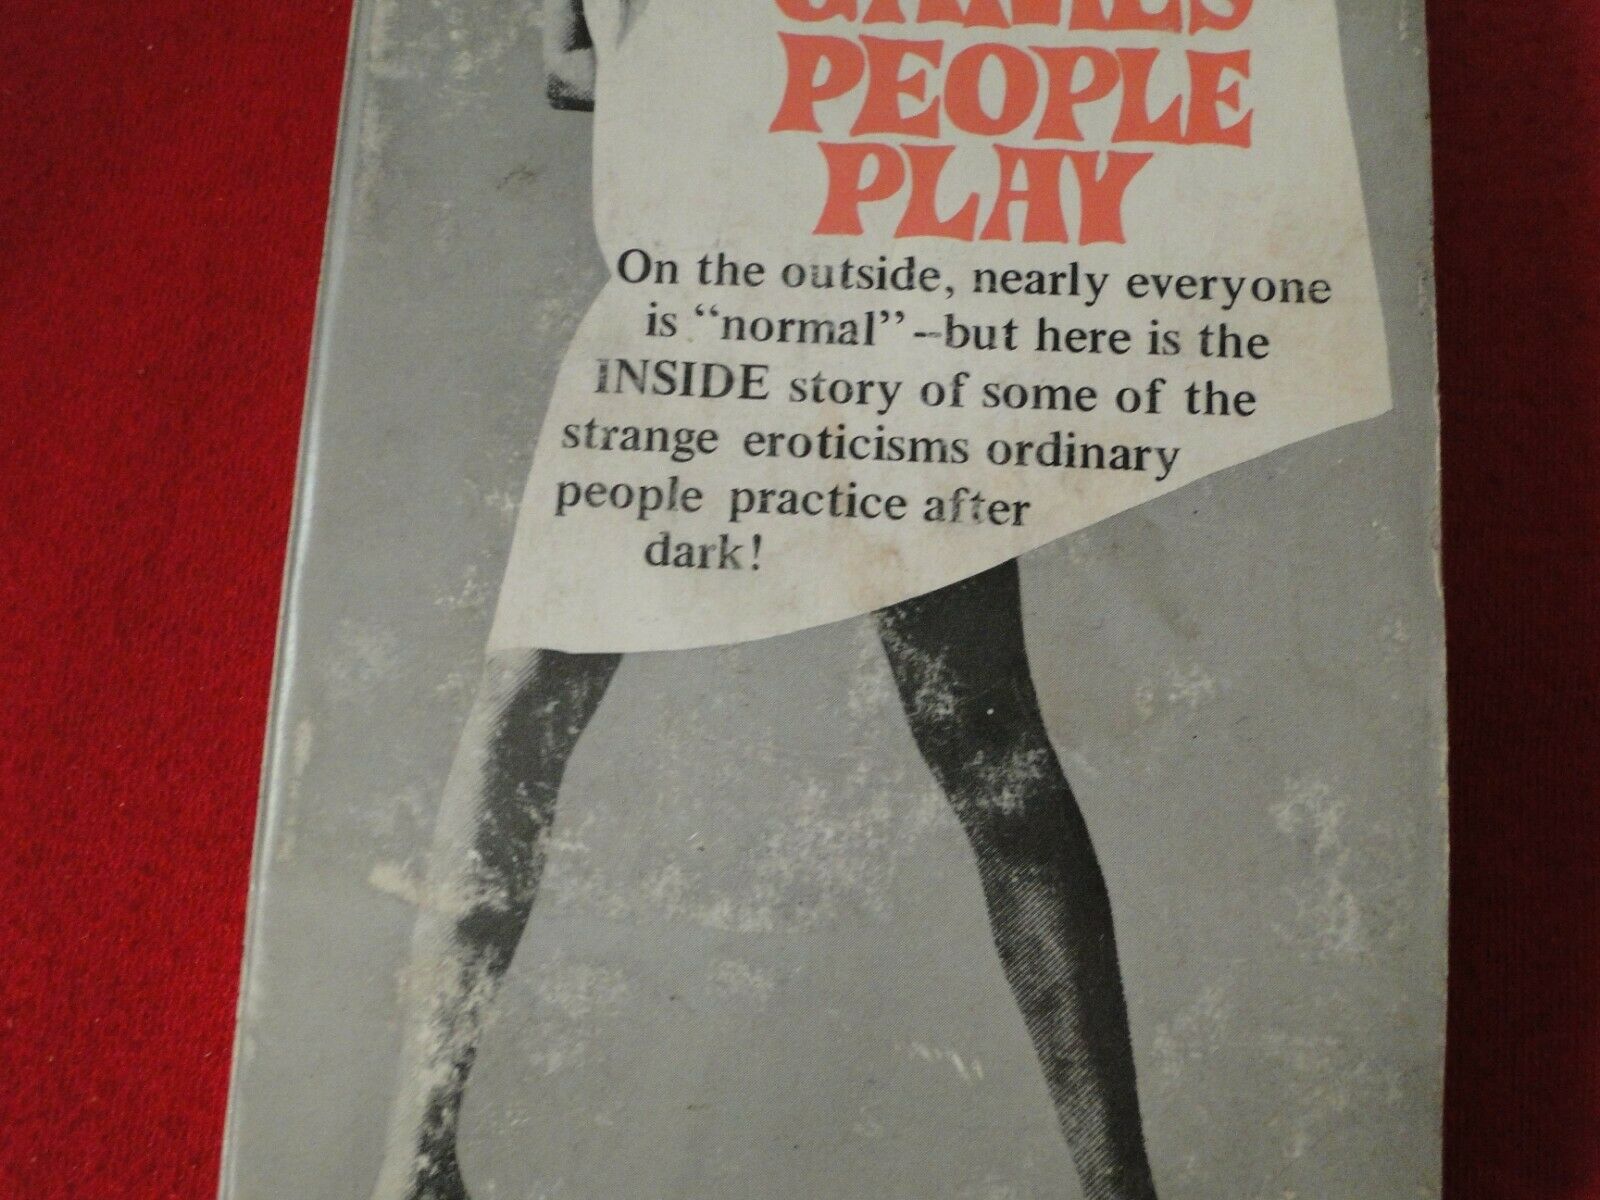 GAMES
PEOPLE
PLAY
On the outside, nearly everyone
is "normal"--but here is the
INSIDE story of some of the
strange eroticisms ordinary
people practice after
dark!